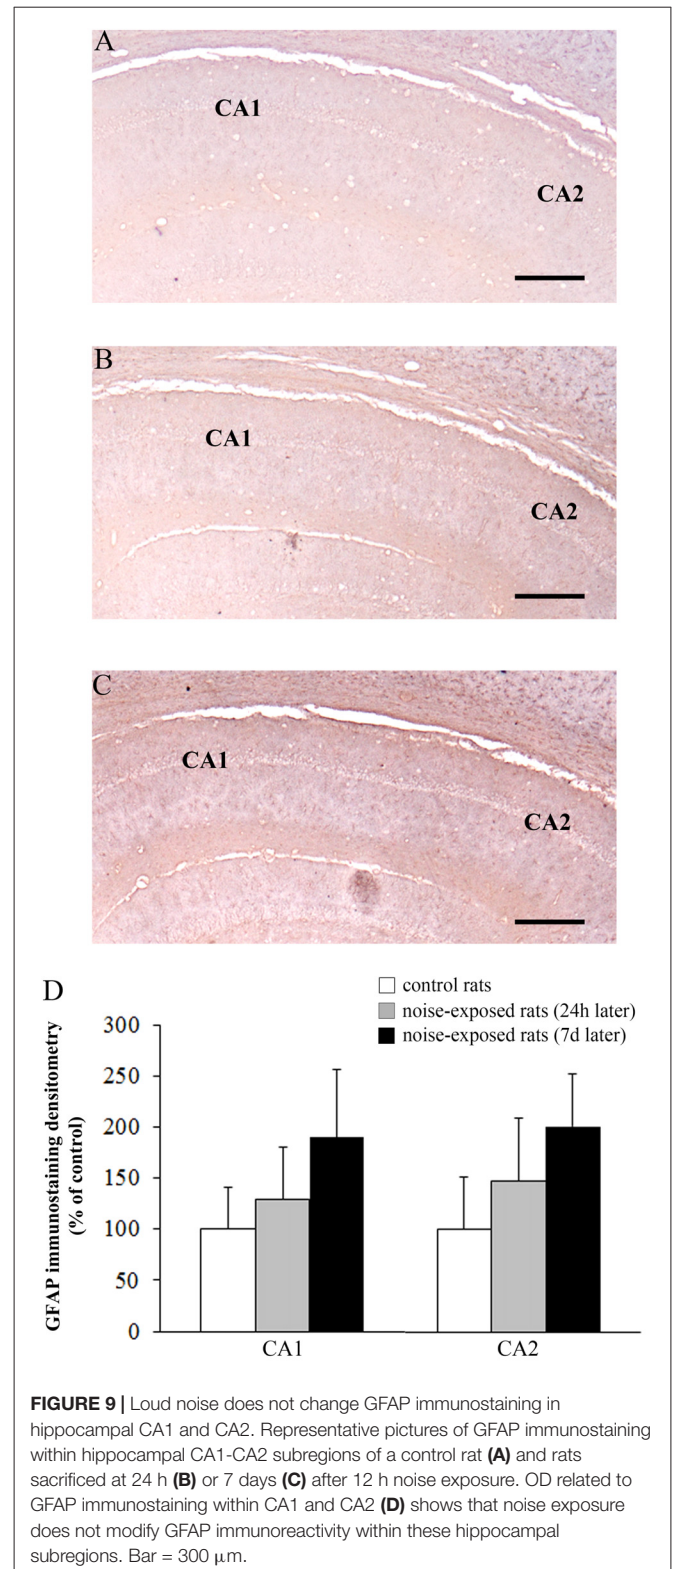 A
CA1
CA2
B
CA1
CA2
C
CA1
CA2
D
control rats
noise-exposed rats (24h later)
noise-exposed rats (7d later)
GFAP immunostaining densitometry
(% of control)
300
250
200
150
100
50
0
CA1
CA2
FIGURE 9 | Loud noise does not change GFAP immunostaining in
hippocampal CA1 and CA2. Representative pictures of GFAP immunostaining
within hippocampal CA1-CA2 subregions of a control rat (A) and rats
sacrificed at 24 h (B) or 7 days (C) after 12 h noise exposure. OD related to
GFAP immunostaining within CA1 and CA2 (D) shows that noise exposure
does not modify GFAP immunoreactivity within these hippocampal
subregions. Bar = 300 μm.